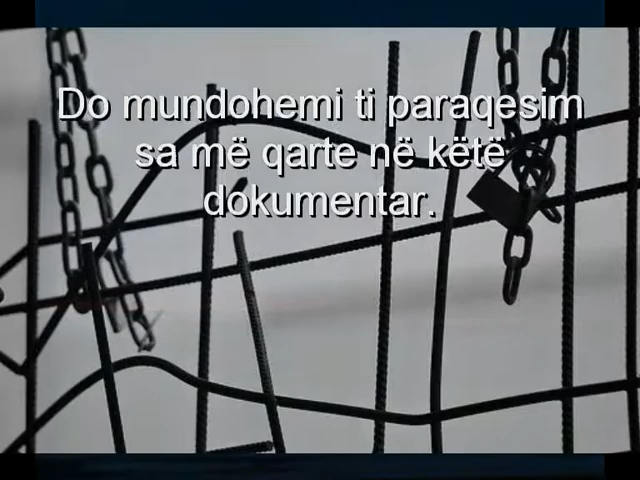 Do mundohemi ti paraqesim
sa më qarte në këtë
dokumentar.